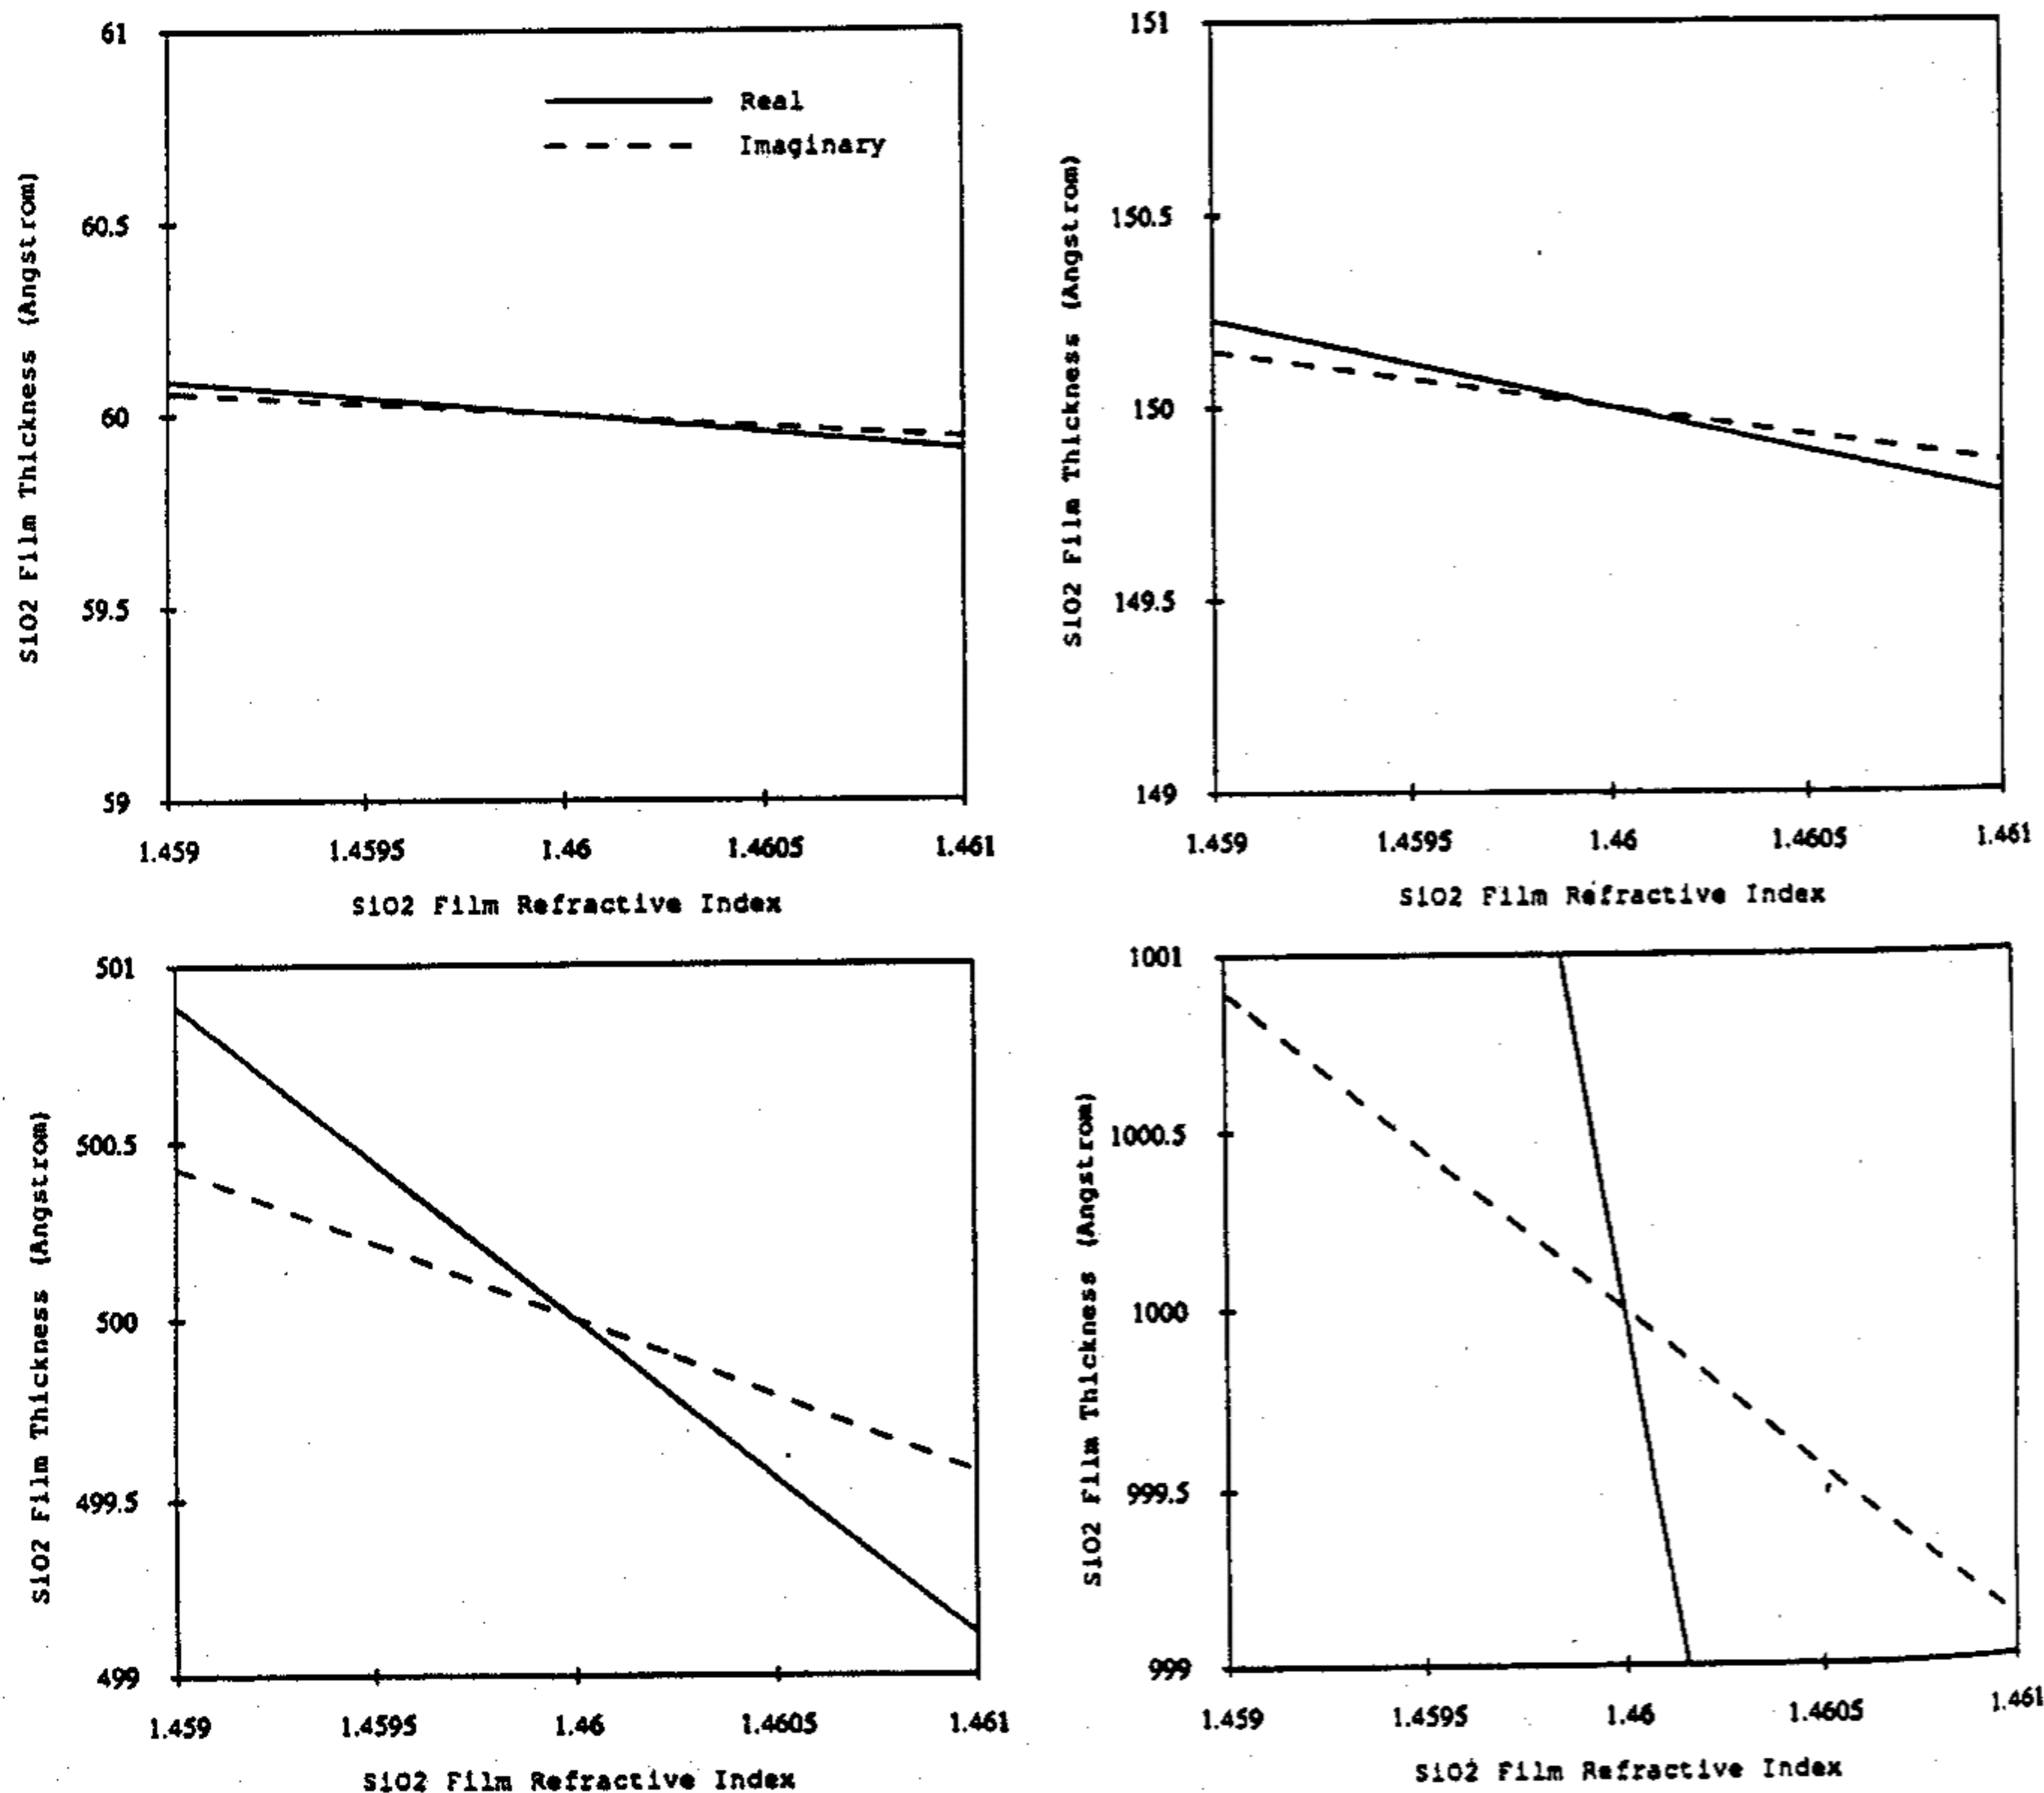 61
60.5
60
59.5
59
SiO2 Film Thickness (Angstrom)
Real
Imaginary
1.459 1.4595 1.46 1.4605 1.461
SiO2 Film Refractive Index
151
150.5
150
149.5
149
SiO2 Film Thickness (Angstrom)
1.459 1.4595 1.46 1.4605 1.461
SiO2 Film Refractive Index
501
500.5
500
499.5
499
SiO2 Film Thickness (Angstrom)
1.459 1.4595 1.46 1.4605 1.461
SiO2 Film Refractive Index
1001
1000.5
1000
999.5
999
SiO2 Film Thickness (Angstrom)
1.459 1.4595 1.46 1.4605 1.461
SiO2 Film Refractive Index